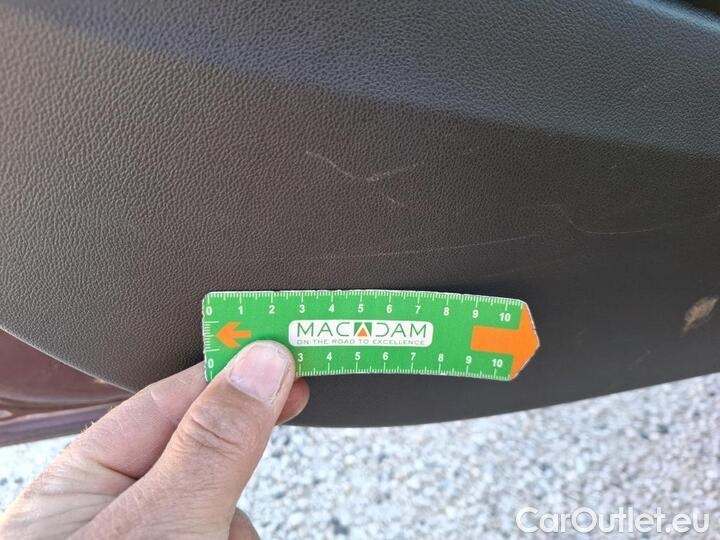 0 1 2 3 4 5 6 7 8 9 10
MACADAM
ON THE ROAD TO EXCELLENCE
0 3 4 5 6 7 8 9 10
CarOutlet.eu